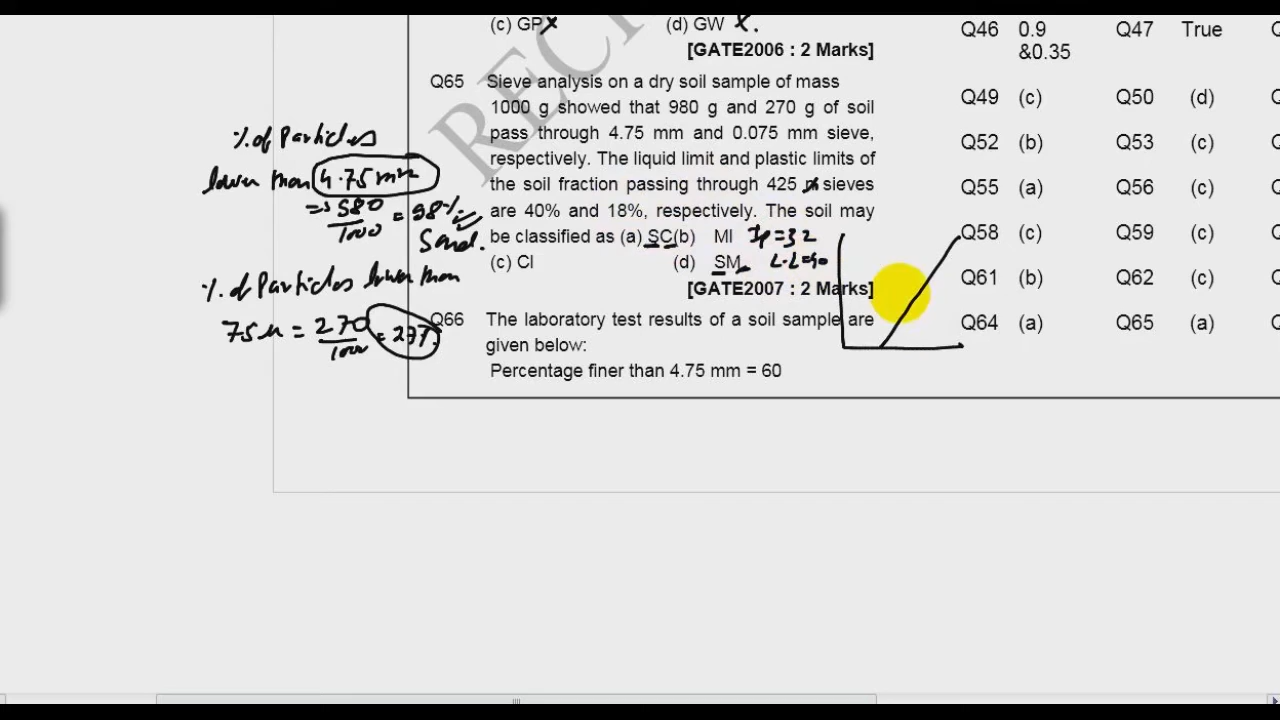 (c) GP x (d) GW x.
[GATE2006 : 2 Marks]
Q65 Sieve analysis on a dry soil sample of mass
1000 g showed that 980 g and 270 g of soil
pass through 4.75 mm and 0.075 mm sieve,
respectively. The liquid limit and plastic limits of
the soil fraction passing through 425 sieves
are 40% and 18%, respectively. The soil may
be classified as (a) SC(b) MI Ip=32
(c) CI (d) SM L.L=40
[GATE2007 : 2 Marks]
Q66 The laboratory test results of a soil sample are
given below:
Percentage finer than 4.75 mm = 60
% of Particles
lower than 4.75mm
=> 980/1000 = 98%
Sand.
% of Particles lower than
75u = 270/1000 = 27%
Q46 0.9 Q47 True Q
&0.35
Q49 (c) Q50 (d) Q
Q52 (b) Q53 (c) Q
Q55 (a) Q56 (c) Q
Q58 (c) Q59 (c) Q
Q61 (b) Q62 (c) Q
Q64 (a) Q65 (a) Q
REC